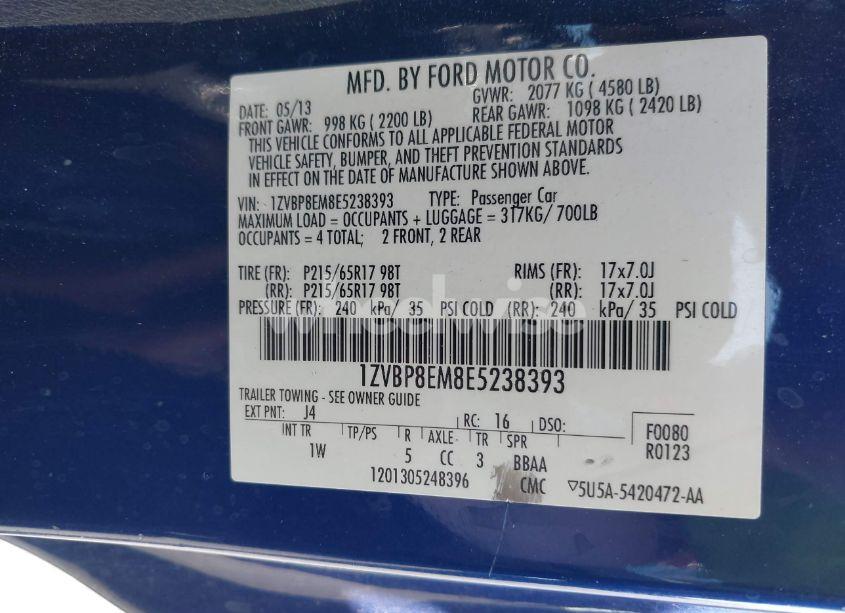 MFD. BY FORD MOTOR CO.
DATE: 05/13 GVWR: 2077 KG ( 4580 LB)
FRONT GAWR: 998 KG ( 2200 LB) REAR GAWR: 1098 KG ( 2420 LB)
THIS VEHICLE CONFORMS TO ALL APPLICABLE FEDERAL MOTOR
VEHICLE SAFETY, BUMPER, AND THEFT PREVENTION STANDARDS
IN EFFECT ON THE DATE OF MANUFACTURE SHOWN ABOVE.
VIN: 1ZVBP8EM8E5238393 TYPE: Passenger Car
MAXIMUM LOAD = OCCUPANTS + LUGGAGE = 317KG/ 700LB
OCCUPANTS = 4 TOTAL; 2 FRONT, 2 REAR
TIRE (FR): P215/65R17 98T RIMS (FR): 17x7.0J
(RR): P215/65R17 98T (RR): 17x7.0J
PRESSURE (FR): 240 kPa/ 35 PSI COLD (RR): 240 kPa/ 35 PSI COLD
wheelwise
1ZVBP8EM8E5238393
TRAILER TOWING - SEE OWNER GUIDE
EXT PNT: J4 RC: 16 DSO: F0080
INT TR TP/PS R AXLE TR SPR R0123
1W 5 CC 3 BBAA
1201305248396 CMC ▽5U5A-5420472-AA